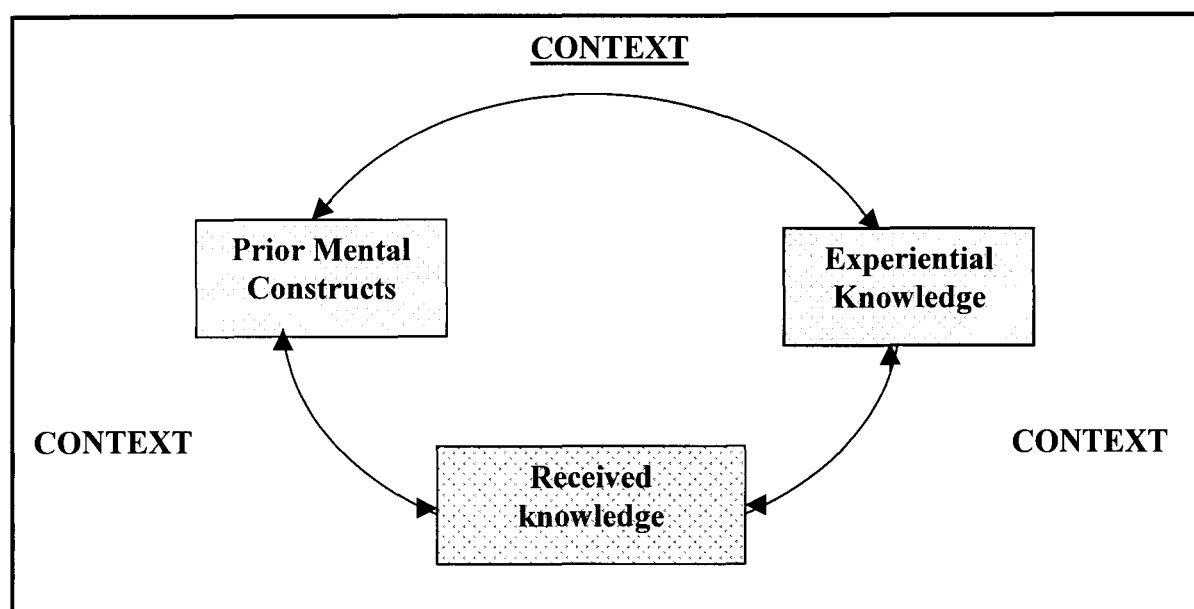 CONTEXT
Prior Mental
Constructs
Experiential
Knowledge
CONTEXT
CONTEXT
Received
knowledge